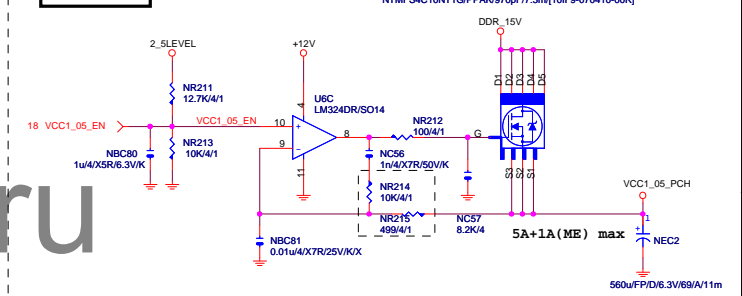 DDR_15V
2_5LEVEL
+12V
D1
D2
D3
D4
D5
NR211
12.7K/4/1
U6C
LM324DR/SO14
4
18 VCC1_05_EN
VCC1_05_EN
10
+
9
-
8
11
NR212
100/4/1
G
S3
S2
S1
NBC80
1u/4/X5R/6.3V/K
NR213
10K/4/1
NC56
1n/4/X7R/50V/K
NR214
10K/4/1
NR215
499/4/1
NC57
8.2K/4
VCC1_05_PCH
1
+
NEC2
5A+1A(ME) max
NBC81
0.01u/4/X7R/25V/K/X
560u/FP/D/6.3V/69/A/11m
ru